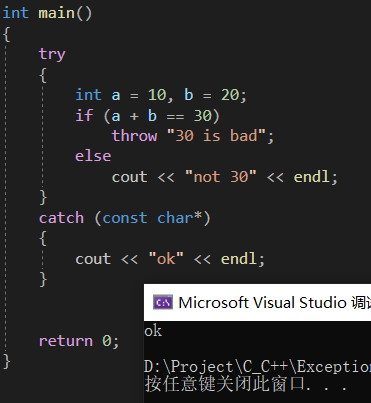 int main()
{
    try
    {
        int a = 10, b = 20;
        if (a + b == 30)
            throw "30 is bad";
        else
            cout << "not 30" << endl;
    }
    catch (const char*)
    {
        cout << "ok" << endl;
    }
    return 0;
}
Microsoft Visual Studio 调
ok
D:\Project\C_C++\Exception
按任意键关闭此窗口. . .